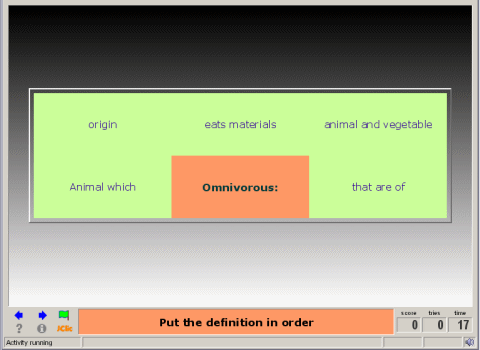 origin eats materials animal and vegetable
Animal which Omnivorous: that are of
? i JClic
Put the definition in order
score tries time
0 0 17
Activity running